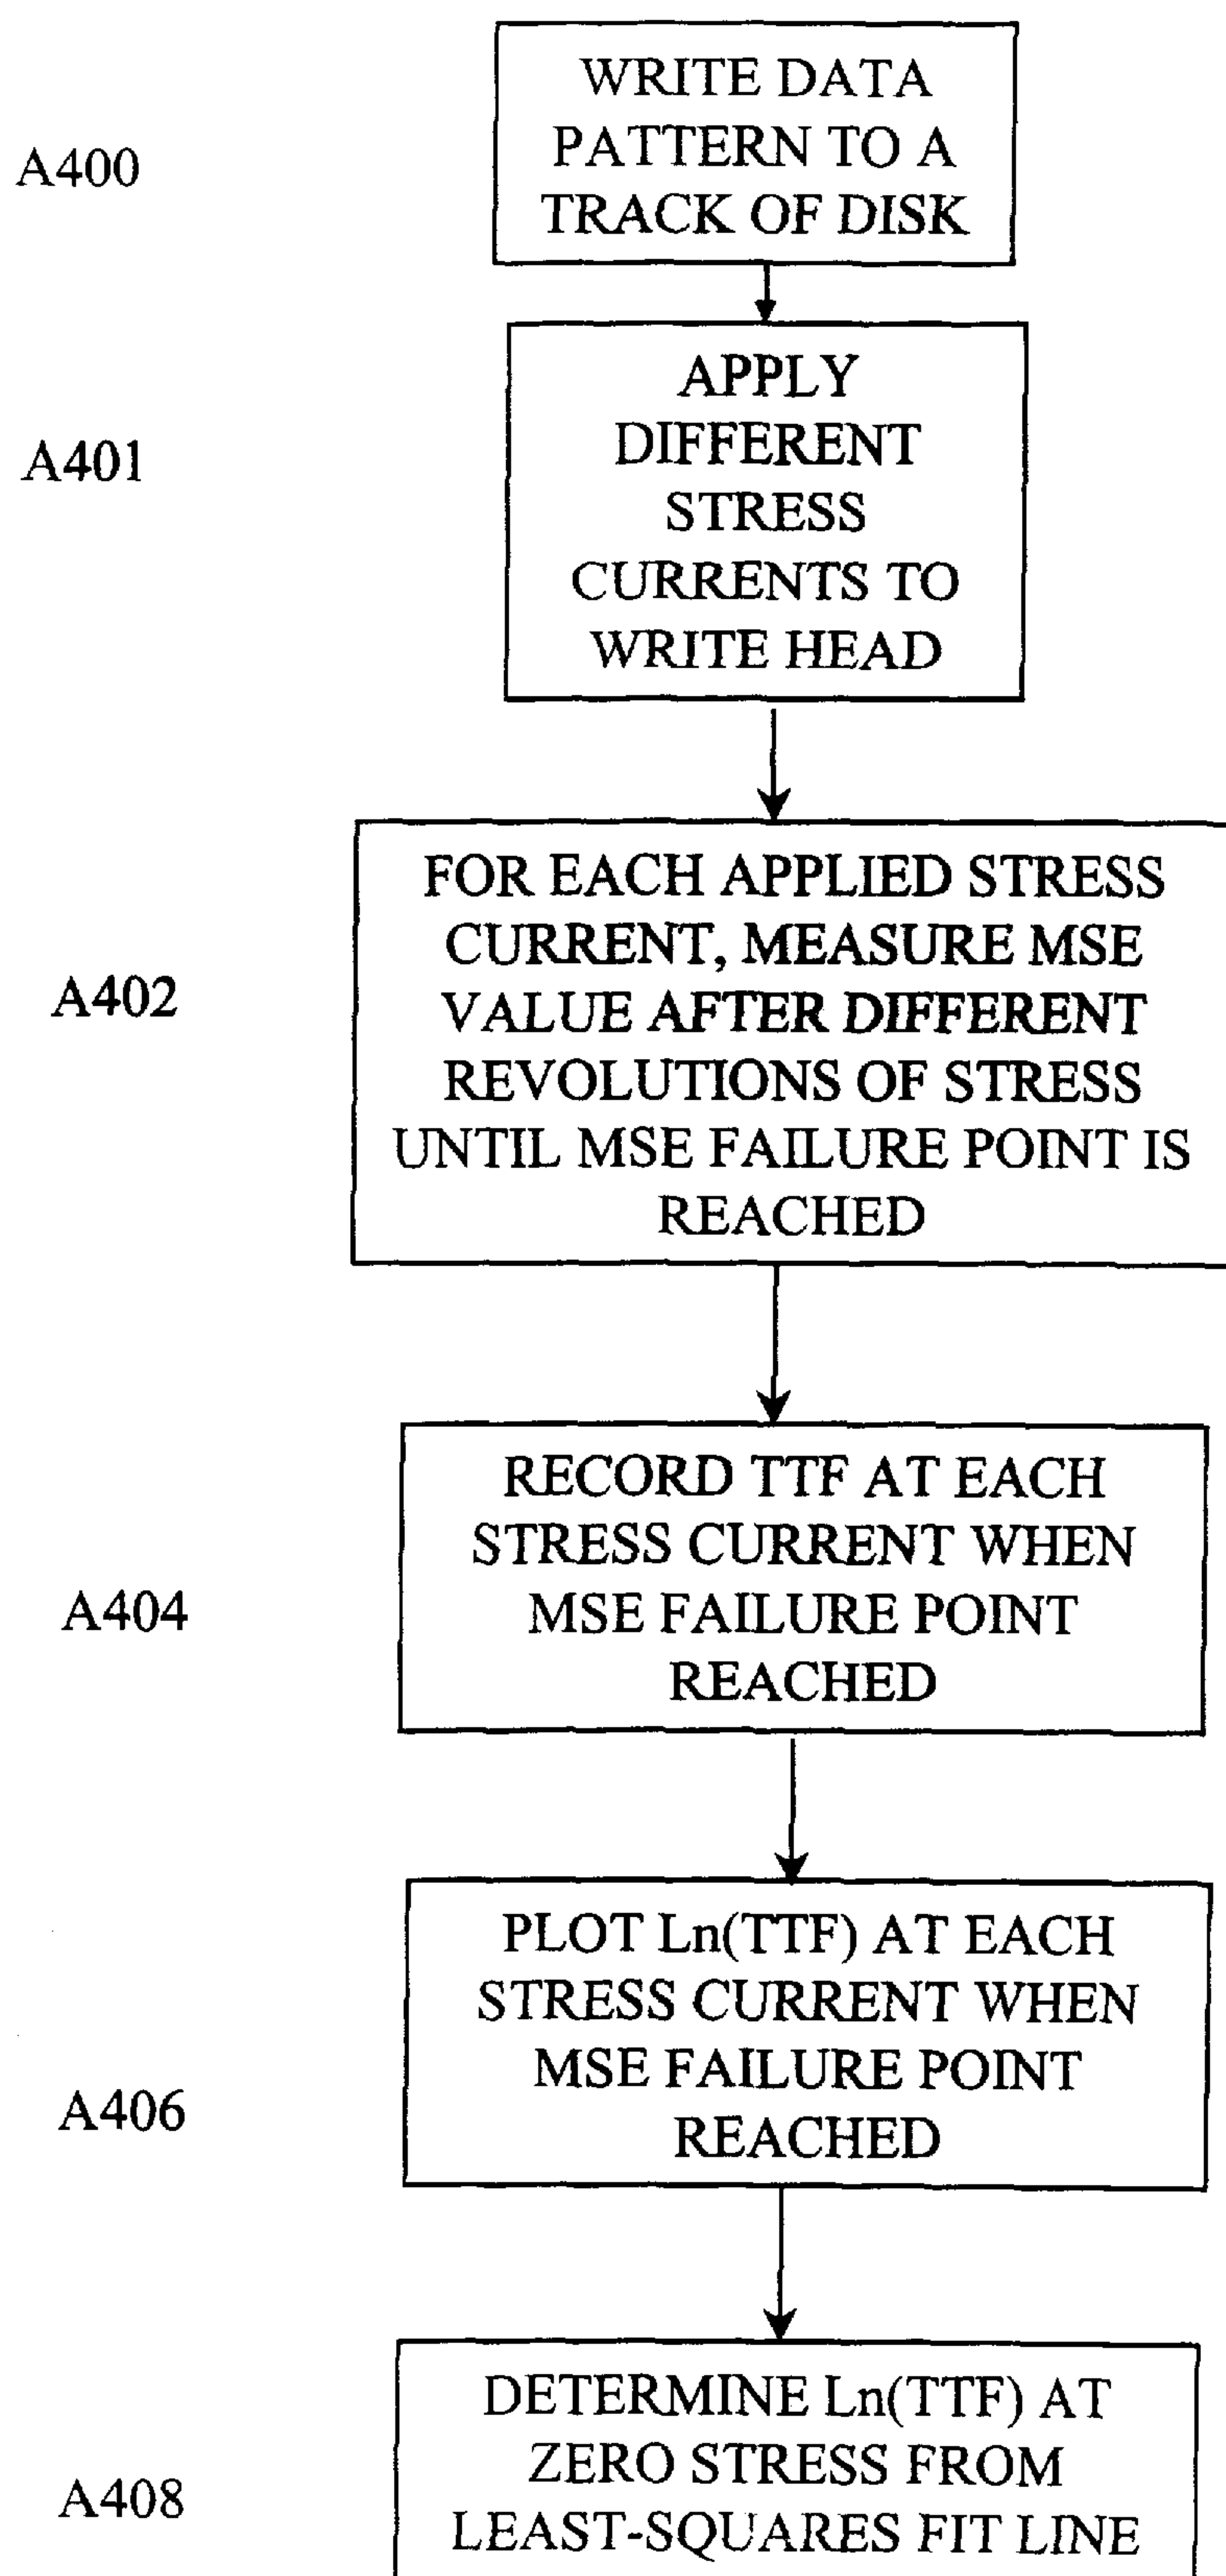 A400
WRITE DATA
PATTERN TO A
TRACK OF DISK
A401
APPLY
DIFFERENT
STRESS
CURRENTS TO
WRITE HEAD
A402
FOR EACH APPLIED STRESS
CURRENT, MEASURE MSE
VALUE AFTER DIFFERENT
REVOLUTIONS OF STRESS
UNTIL MSE FAILURE POINT IS
REACHED
A404
RECORD TTF AT EACH
STRESS CURRENT WHEN
MSE FAILURE POINT
REACHED
A406
PLOT Ln(TTF) AT EACH
STRESS CURRENT WHEN
MSE FAILURE POINT
REACHED
A408
DETERMINE Ln(TTF) AT
ZERO STRESS FROM
LEAST-SQUARES FIT LINE